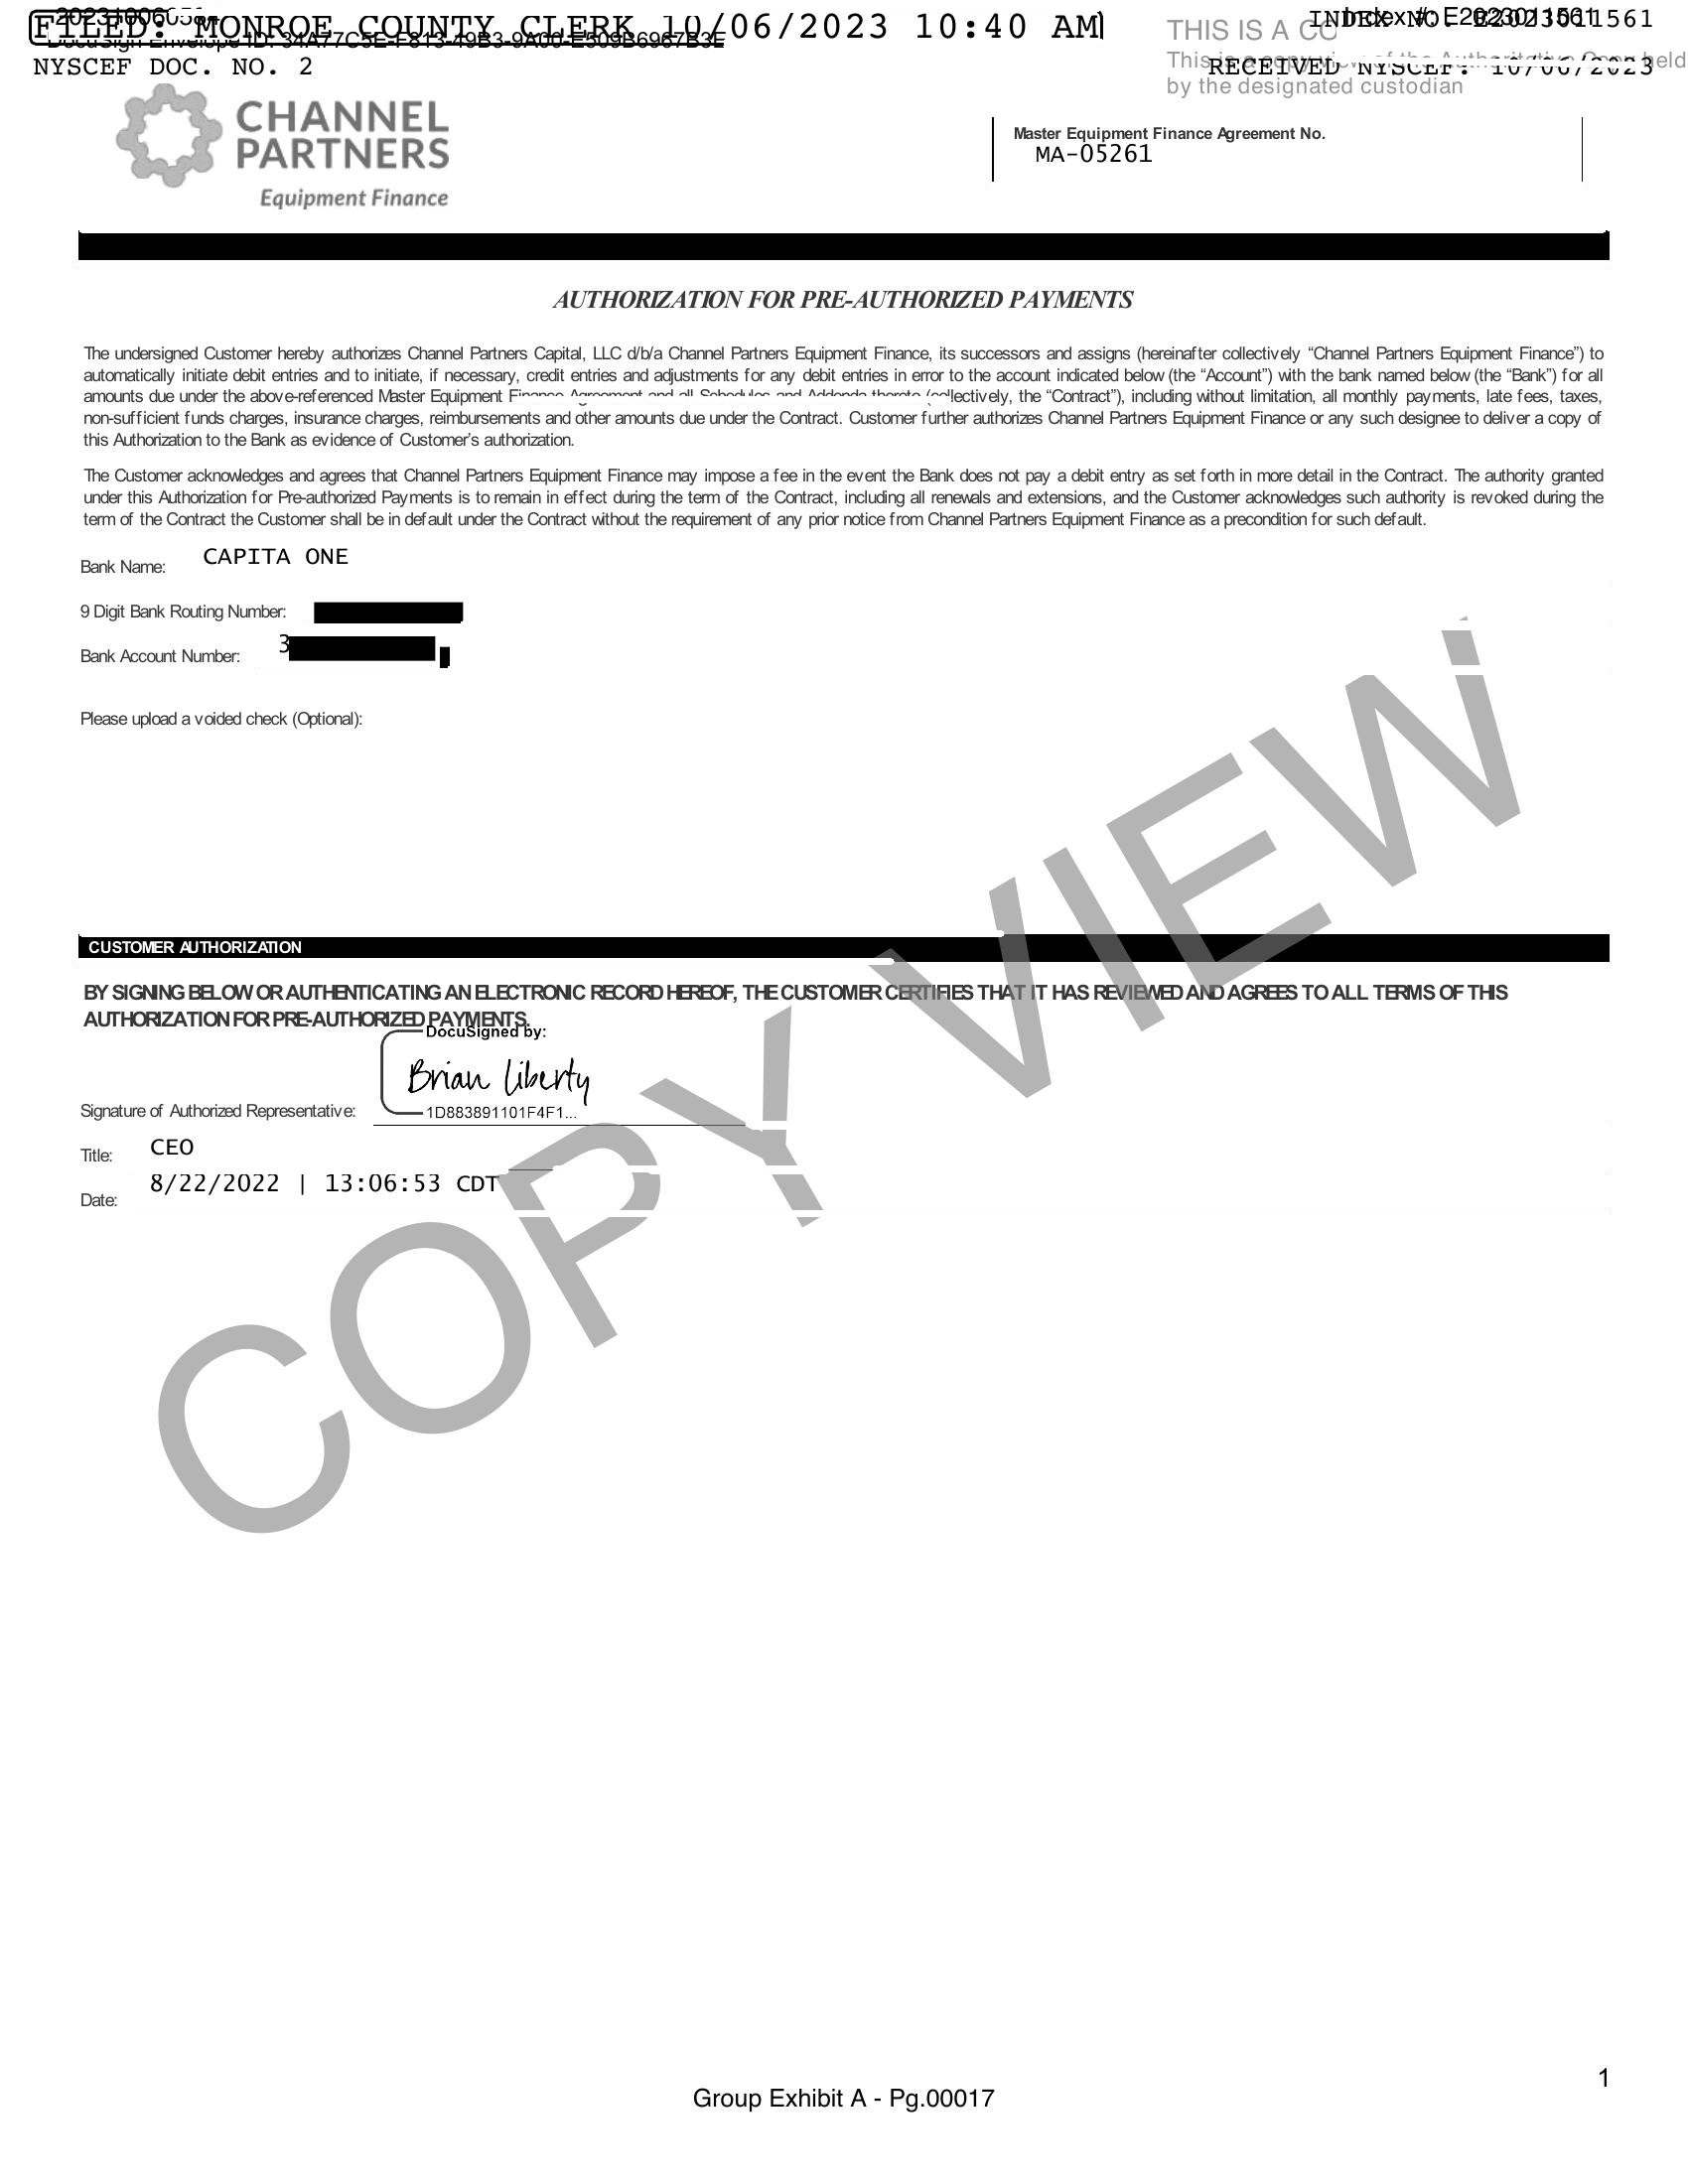 FILED: MONROE COUNTY CLERK 10/06/2023 10:40 AM
INDEX NO. E2023011561
NYSCEF DOC. NO. 2
RECEIVED NYSCEF: 10/06/2023
THIS IS A
by the designated custodian
CHANNEL
PARTNERS
Equipment Finance
Master Equipment Finance Agreement No.
MA-05261
AUTHORIZATION FOR PRE-AUTHORIZED PAYMENTS
The undersigned Customer hereby authorizes Channel Partners Capital, LLC d/b/a Channel Partners Equipment Finance, its successors and assigns (hereinafter collectively “Channel Partners Equipment Finance”) to
automatically initiate debit entries and to initiate, if necessary, credit entries and adjustments for any debit entries in error to the account indicated below (the “Account”) with the bank named below (the “Bank”) for all
amounts due under the above-referenced Master Equipment Finance Agreement and all Schedules and Addenda thereto (collectively, the “Contract”), including without limitation, all monthly payments, late fees, taxes,
non-sufficient funds charges, insurance charges, reimbursements and other amounts due under the Contract. Customer further authorizes Channel Partners Equipment Finance or any such designee to deliver a copy of
this Authorization to the Bank as evidence of Customer’s authorization.
The Customer acknowledges and agrees that Channel Partners Equipment Finance may impose a fee in the event the Bank does not pay a debit entry as set forth in more detail in the Contract. The authority granted
under this Authorization for Pre-authorized Payments is to remain in effect during the term of the Contract, including all renewals and extensions, and the Customer acknowledges such authority is revoked during the
term of the Contract the Customer shall be in default under the Contract without the requirement of any prior notice from Channel Partners Equipment Finance as a precondition for such default.
Bank Name: CAPITA ONE
9 Digit Bank Routing Number:
Bank Account Number: 3
Please upload a voided check (Optional):
CUSTOMER AUTHORIZATION
BY SIGNING BELOW OR AUTHENTICATING AN ELECTRONIC RECORD HEREOF, THE CUSTOMER CERTIFIES THAT IT HAS REVIEWED AND AGREES TO ALL TERMS OF THIS
AUTHORIZATION FOR PRE-AUTHORIZED PAYMENTS.
DocuSigned by:
Brian Liberty
Signature of Authorized Representative: 1D883891101F4F1...
Title: CEO
Date: 8/22/2022 | 13:06:53 CDT
COPY VIEW
1
Group Exhibit A - Pg.00017